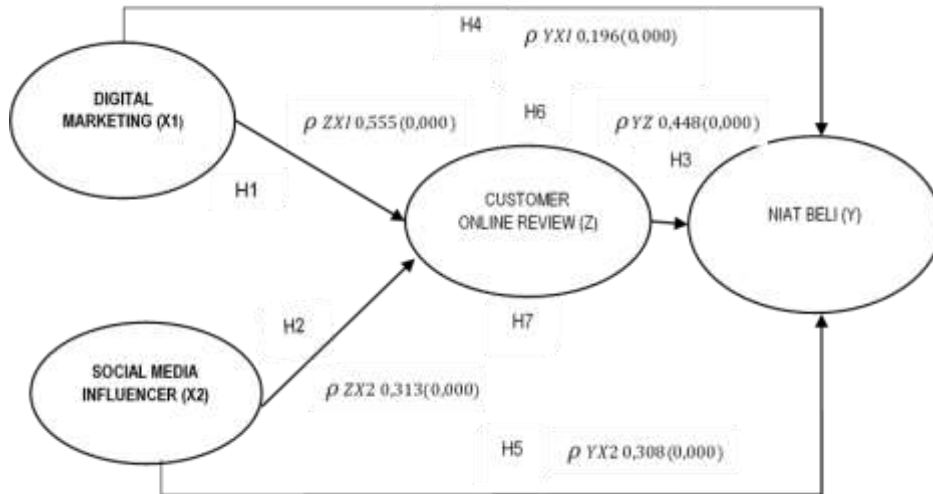 H4
ρ YX1 0,196(0,000)
DIGITAL
MARKETING (X1)
ρ ZX1 0,555(0,000)
H6
ρ YZ 0,448(0,000)
H3
H1
CUSTOMER
ONLINE REVIEW (Z)
NIAT BELI (Y)
H2
H7
SOCIAL MEDIA
INFLUENCER (X2)
ρ ZX2 0,313(0,000)
H5
ρ YX2 0,308(0,000)